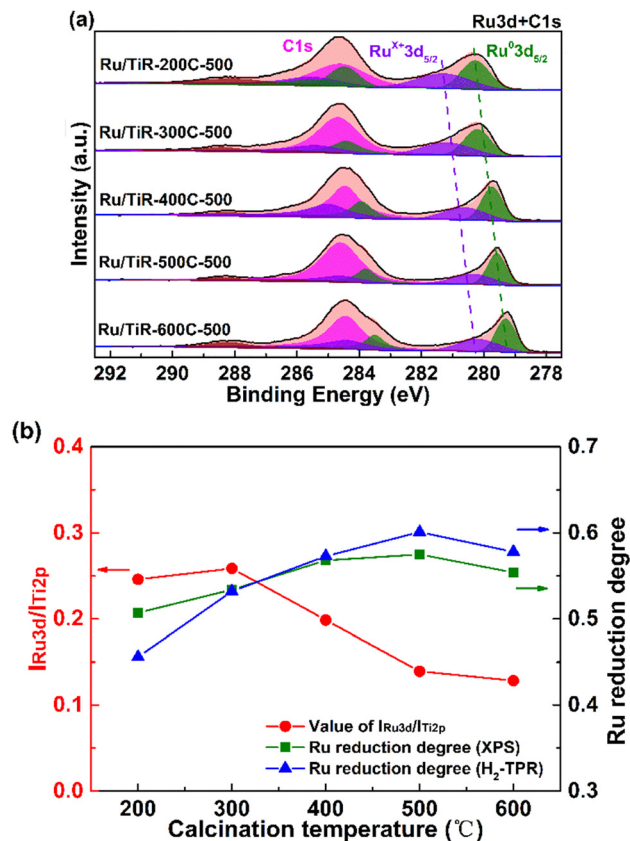 (a)
Ru3d+C1s
C1s
Ruˣ⁺3d₅/₂
Ru⁰3d₅/₂
Ru/TiR-200C-500
Ru/TiR-300C-500
Ru/TiR-400C-500
Ru/TiR-500C-500
Ru/TiR-600C-500
Intensity (a.u.)
292 290 288 286 284 282 280 278
Binding Energy (eV)
(b)
0.4
0.3
0.2
0.1
0.0
IRu3d/ITi2p
0.7
0.6
0.5
0.4
0.3
Ru reduction degree
Value of IRu3d/ITi2p
Ru reduction degree (XPS)
Ru reduction degree (H₂-TPR)
200 300 400 500 600
Calcination temperature (℃)